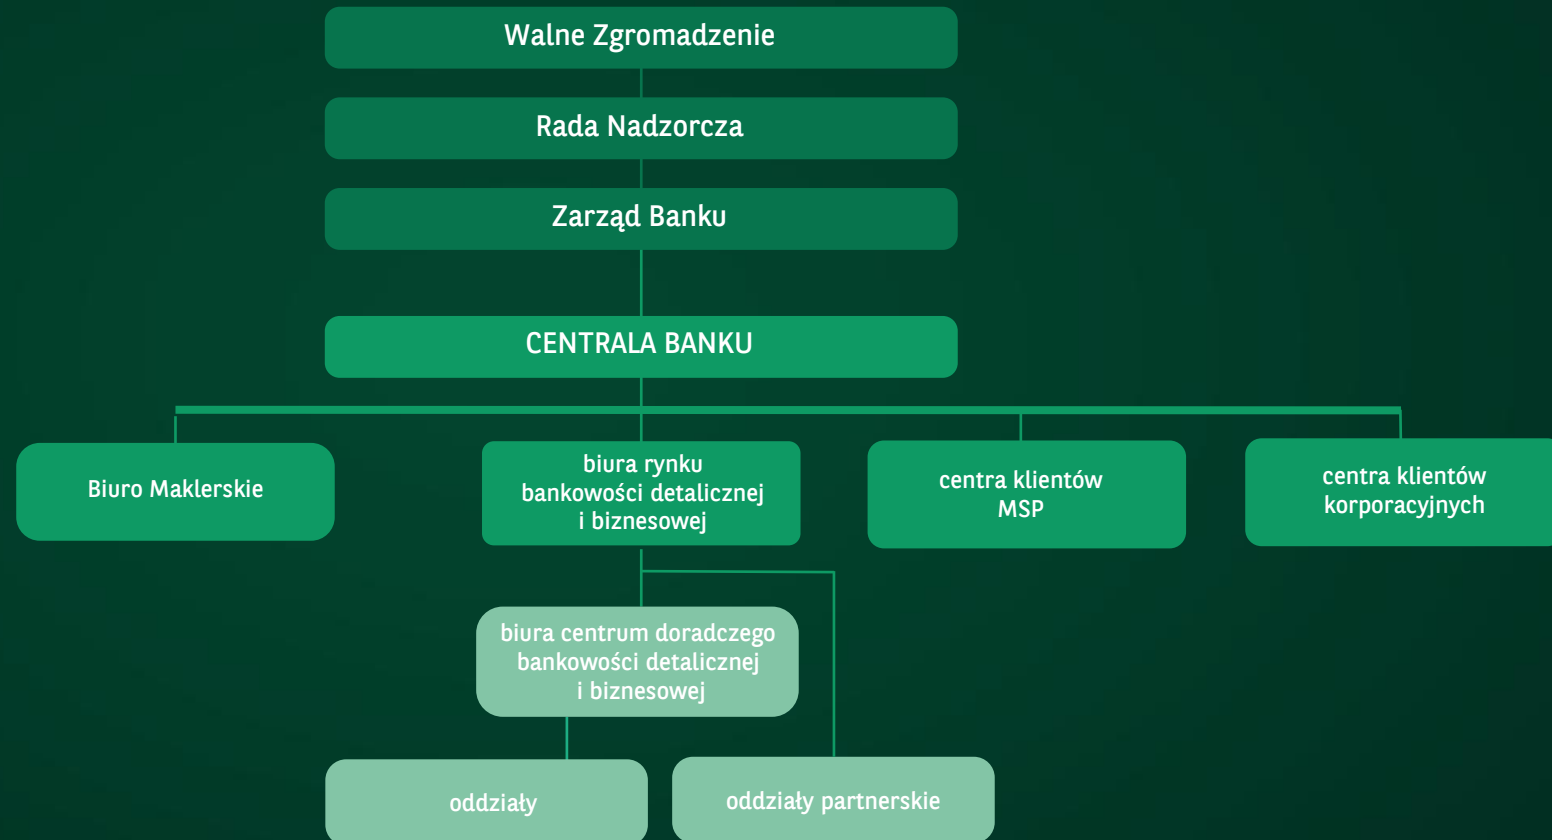 Walne Zgromadzenie
Rada Nadzorcza
Zarząd Banku
CENTRALA BANKU
Biuro Maklerskie
biura rynku
bankowości detalicznej
i biznesowej
centra klientów
MSP
centra klientów
korporacyjnych
biura centrum doradczego
bankowości detalicznej
i biznesowej
oddziały
oddziały partnerskie